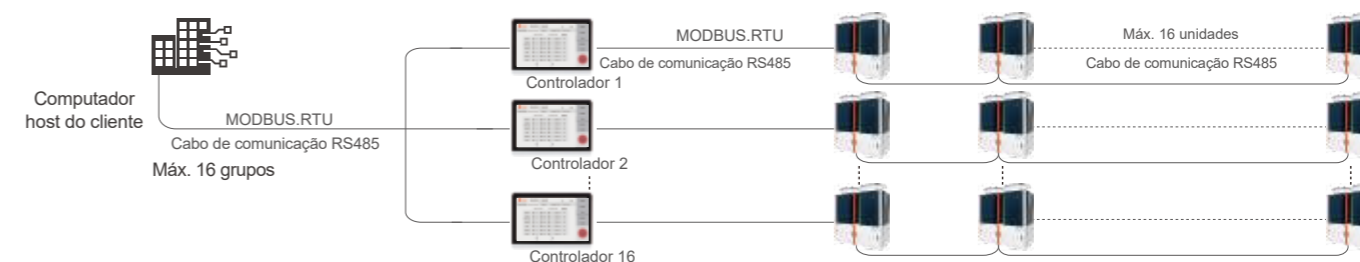 MODBUS.RTU
Máx. 16 unidades
Cabo de comunicação RS485
Cabo de comunicação RS485
Controlador 1
Computador
host do cliente
MODBUS.RTU
Cabo de comunicação RS485
Máx. 16 grupos
Controlador 2
Controlador 16